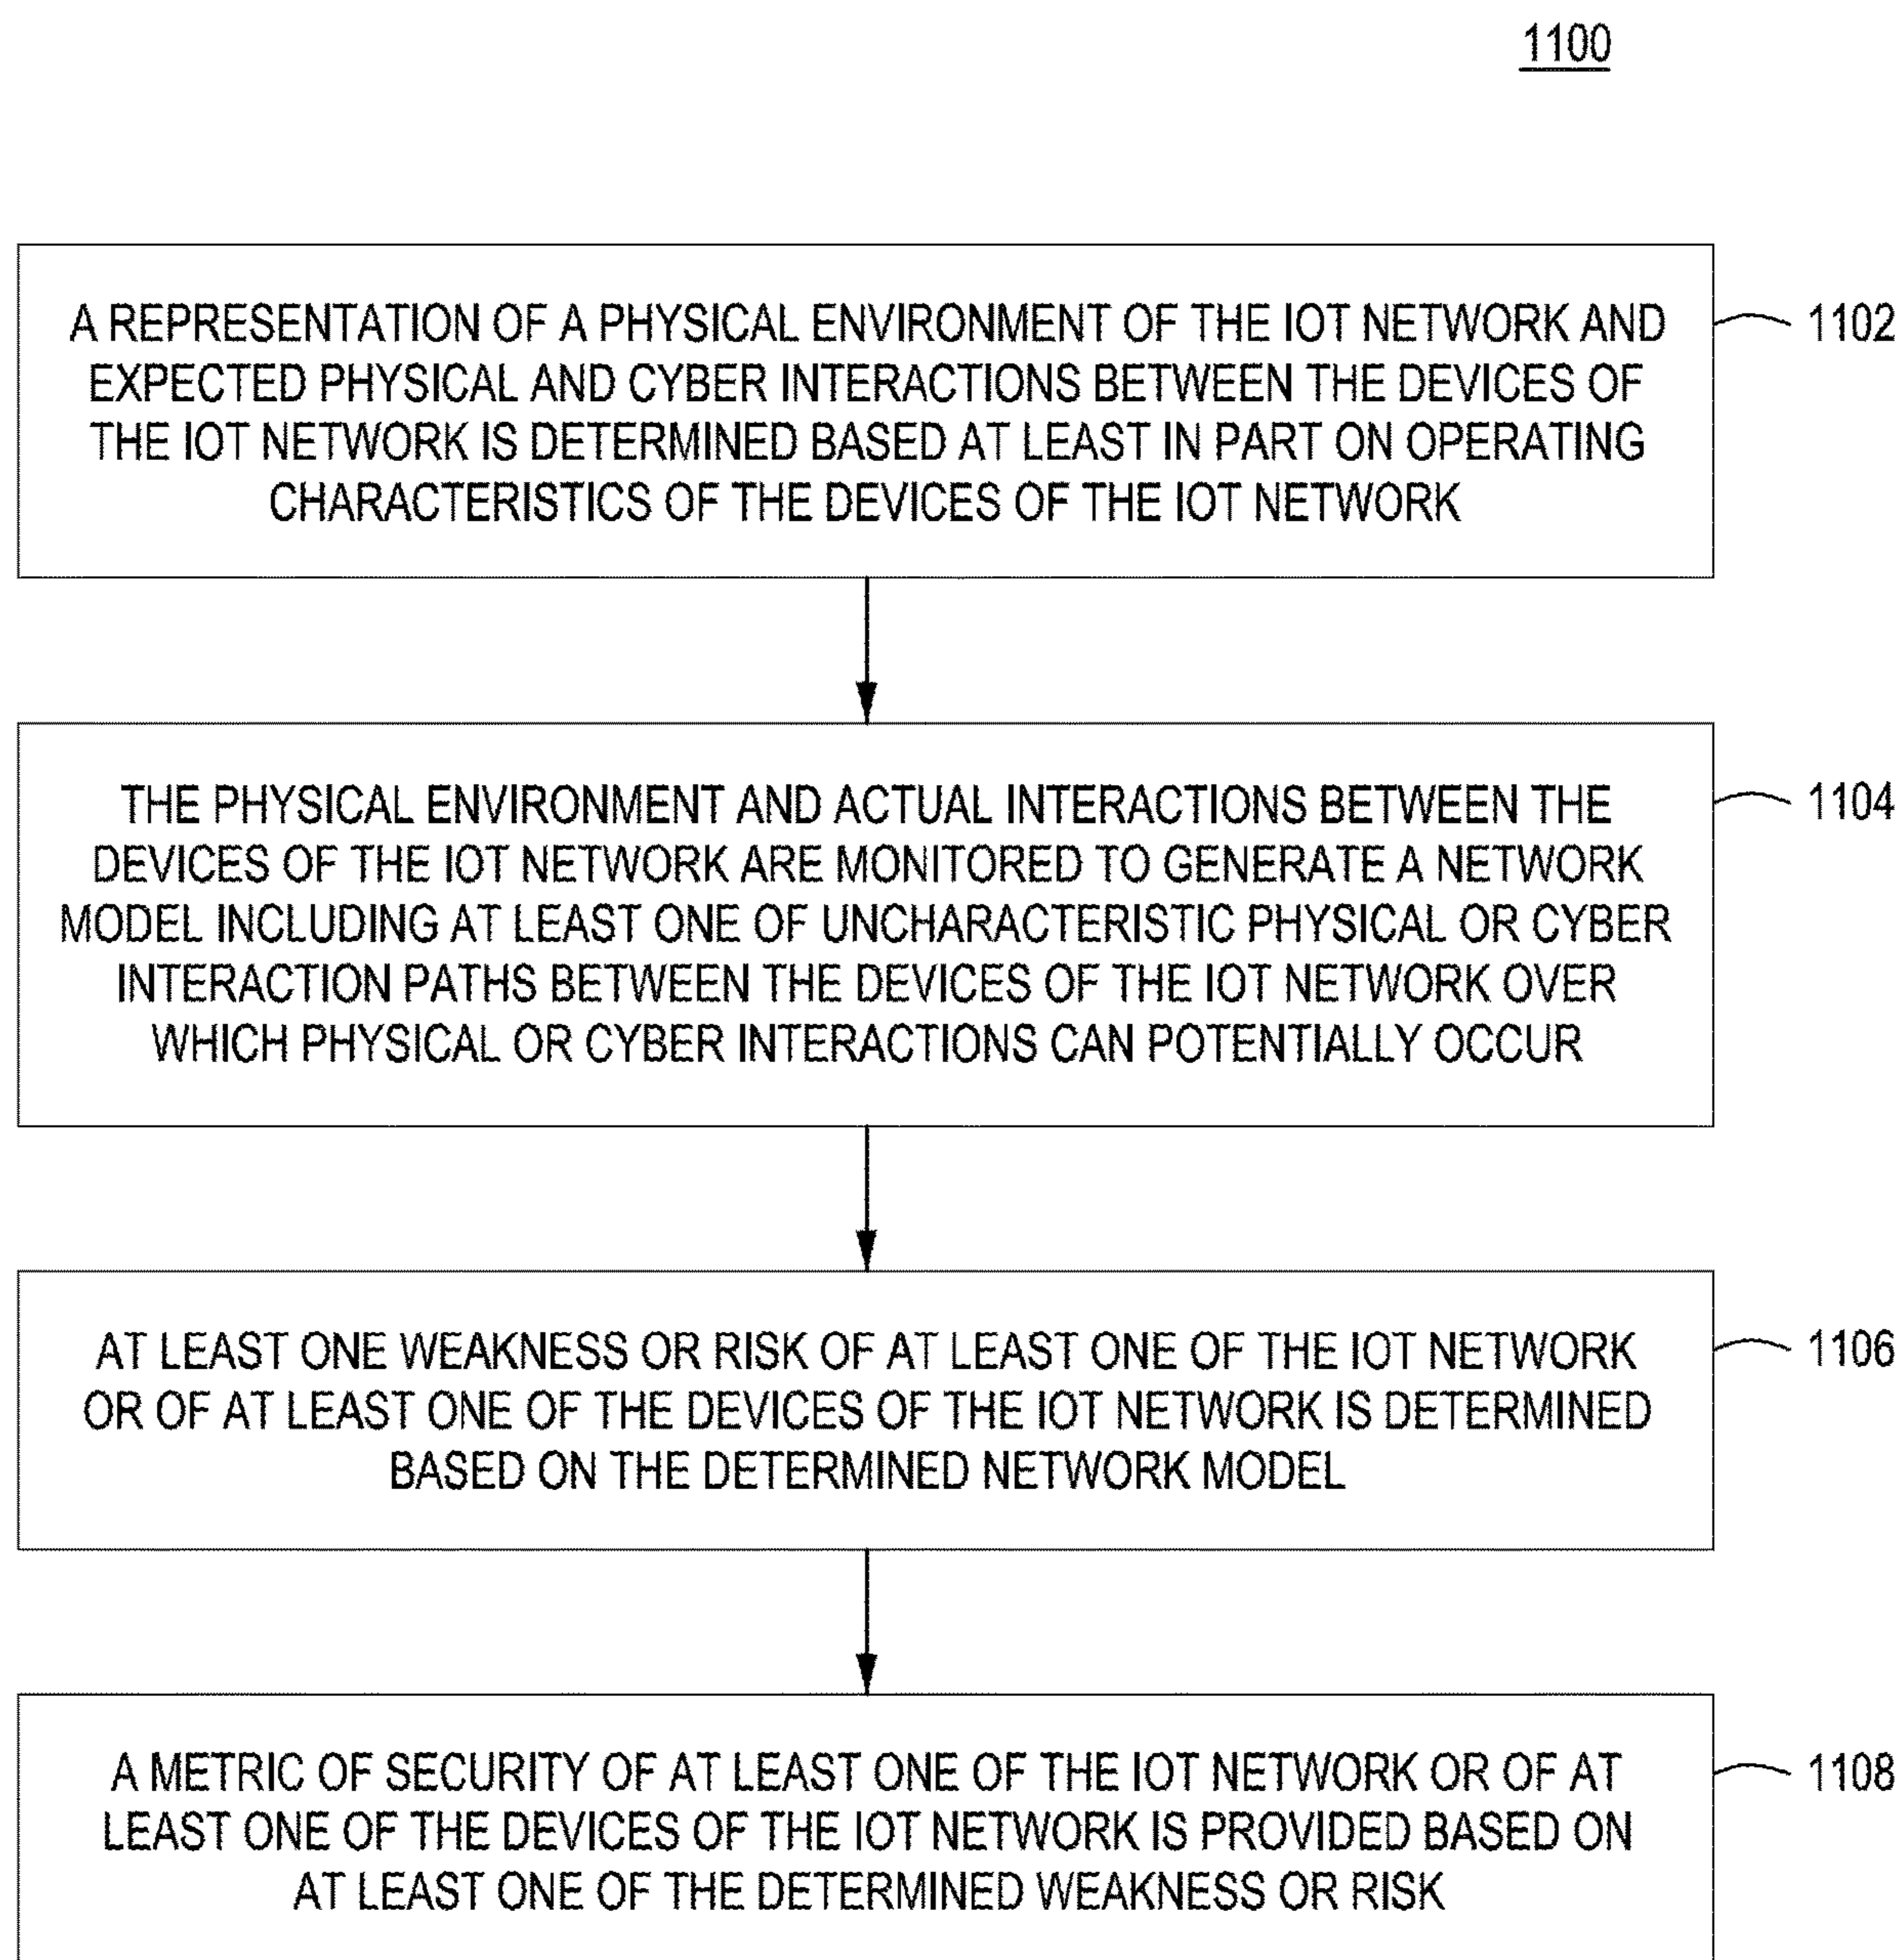 1100
A REPRESENTATION OF A PHYSICAL ENVIRONMENT OF THE IOT NETWORK AND
EXPECTED PHYSICAL AND CYBER INTERACTIONS BETWEEN THE DEVICES OF
THE IOT NETWORK IS DETERMINED BASED AT LEAST IN PART ON OPERATING
CHARACTERISTICS OF THE DEVICES OF THE IOT NETWORK
1102
THE PHYSICAL ENVIRONMENT AND ACTUAL INTERACTIONS BETWEEN THE
DEVICES OF THE IOT NETWORK ARE MONITORED TO GENERATE A NETWORK
MODEL INCLUDING AT LEAST ONE OF UNCHARACTERISTIC PHYSICAL OR CYBER
INTERACTION PATHS BETWEEN THE DEVICES OF THE IOT NETWORK OVER
WHICH PHYSICAL OR CYBER INTERACTIONS CAN POTENTIALLY OCCUR
1104
AT LEAST ONE WEAKNESS OR RISK OF AT LEAST ONE OF THE IOT NETWORK
OR OF AT LEAST ONE OF THE DEVICES OF THE IOT NETWORK IS DETERMINED
BASED ON THE DETERMINED NETWORK MODEL
1106
A METRIC OF SECURITY OF AT LEAST ONE OF THE IOT NETWORK OR OF AT
LEAST ONE OF THE DEVICES OF THE IOT NETWORK IS PROVIDED BASED ON
AT LEAST ONE OF THE DETERMINED WEAKNESS OR RISK
1108